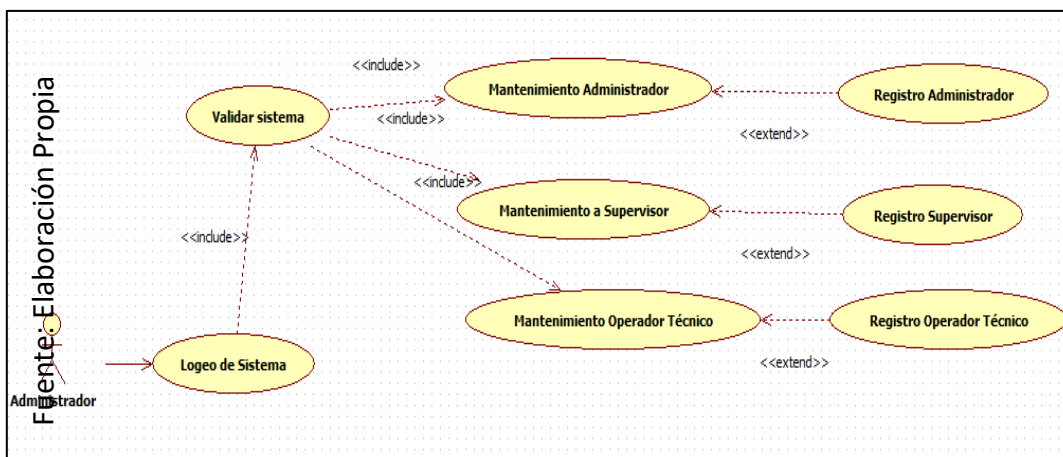 Fuente: Elaboración Propia
<<include>>
Mantenimiento Administrador
Registro Administrador
Validar sistema
<<include>>
<<extend>>
<<include>>
Mantenimiento a Supervisor
Registro Supervisor
<<include>>
<<extend>>
Mantenimiento Operador Técnico
Registro Operador Técnico
Logeo de Sistema
<<extend>>
Administrador